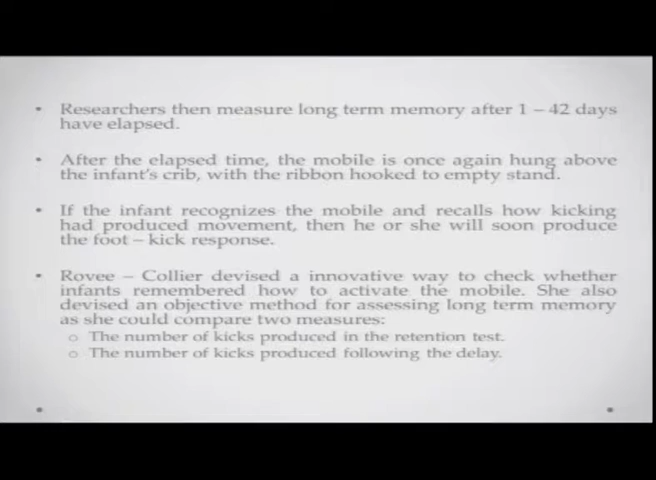 • Researchers then measure long term memory after 1 – 42 days
have elapsed.
• After the elapsed time, the mobile is once again hung above
the infant's crib, with the ribbon hooked to empty stand.
• If the infant recognizes the mobile and recalls how kicking
had produced movement, then he or she will soon produce
the foot – kick response.
• Rovee – Collier devised a innovative way to check whether
infants remembered how to activate the mobile. She also
devised an objective method for assessing long term memory
as she could compare two measures:
o The number of kicks produced in the retention test.
o The number of kicks produced following the delay.